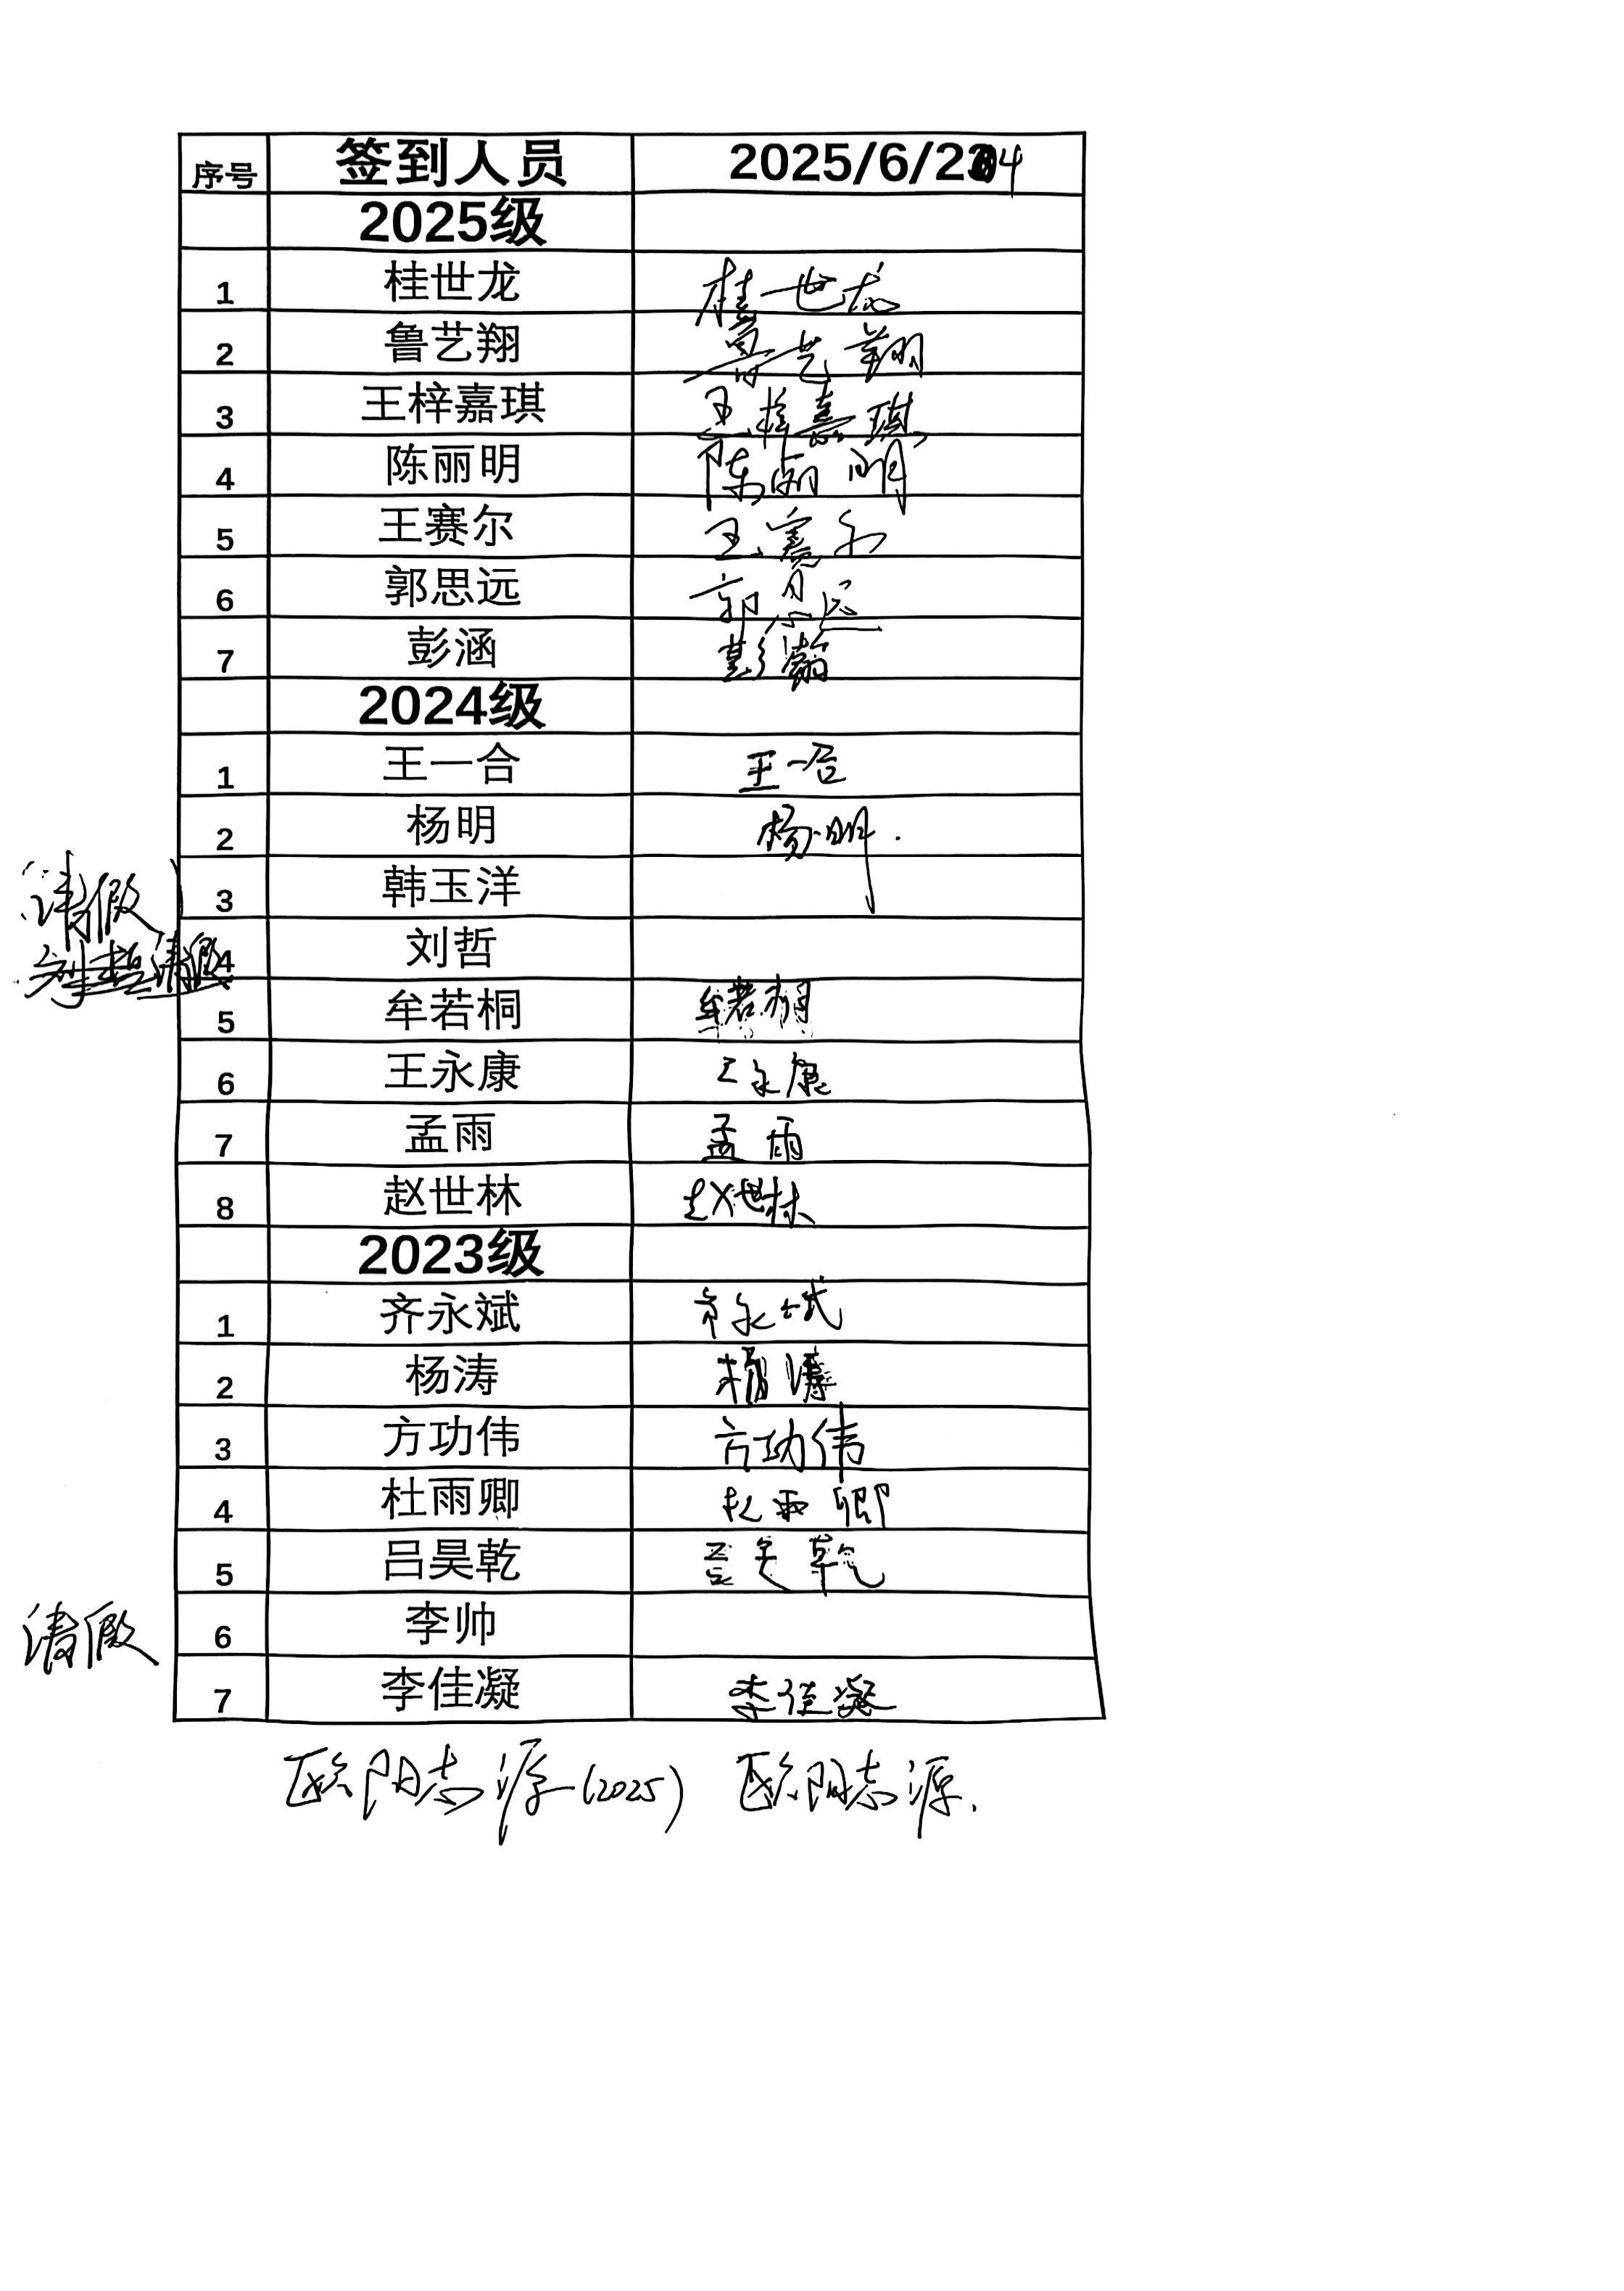 序号 签到人员 2025/6/24
2025级
1 桂世龙 桂世龙
2 鲁艺翔 鲁艺翔
3 王梓嘉琪 王梓嘉琪
4 陈丽明 陈丽明
5 王赛尔 王赛尔
6 郭思远 郭思远
7 彭涵 彭涵
2024级
1 王一合 王一合
2 杨明 杨明.
(请假) 3 韩玉洋
刘哲请假 4 刘哲
5 牟若桐 牟若桐
6 王永康 王永康
7 孟雨 孟雨
8 赵世林 赵世林
2023级
1 齐永斌 齐永斌
2 杨涛 杨涛
3 方功伟 方功伟
4 杜雨卿 杜雨卿
5 吕昊乾 吕昊乾
请假 6 李帅
7 李佳凝 李佳凝
欧阳志源(2025) 欧阳志源.